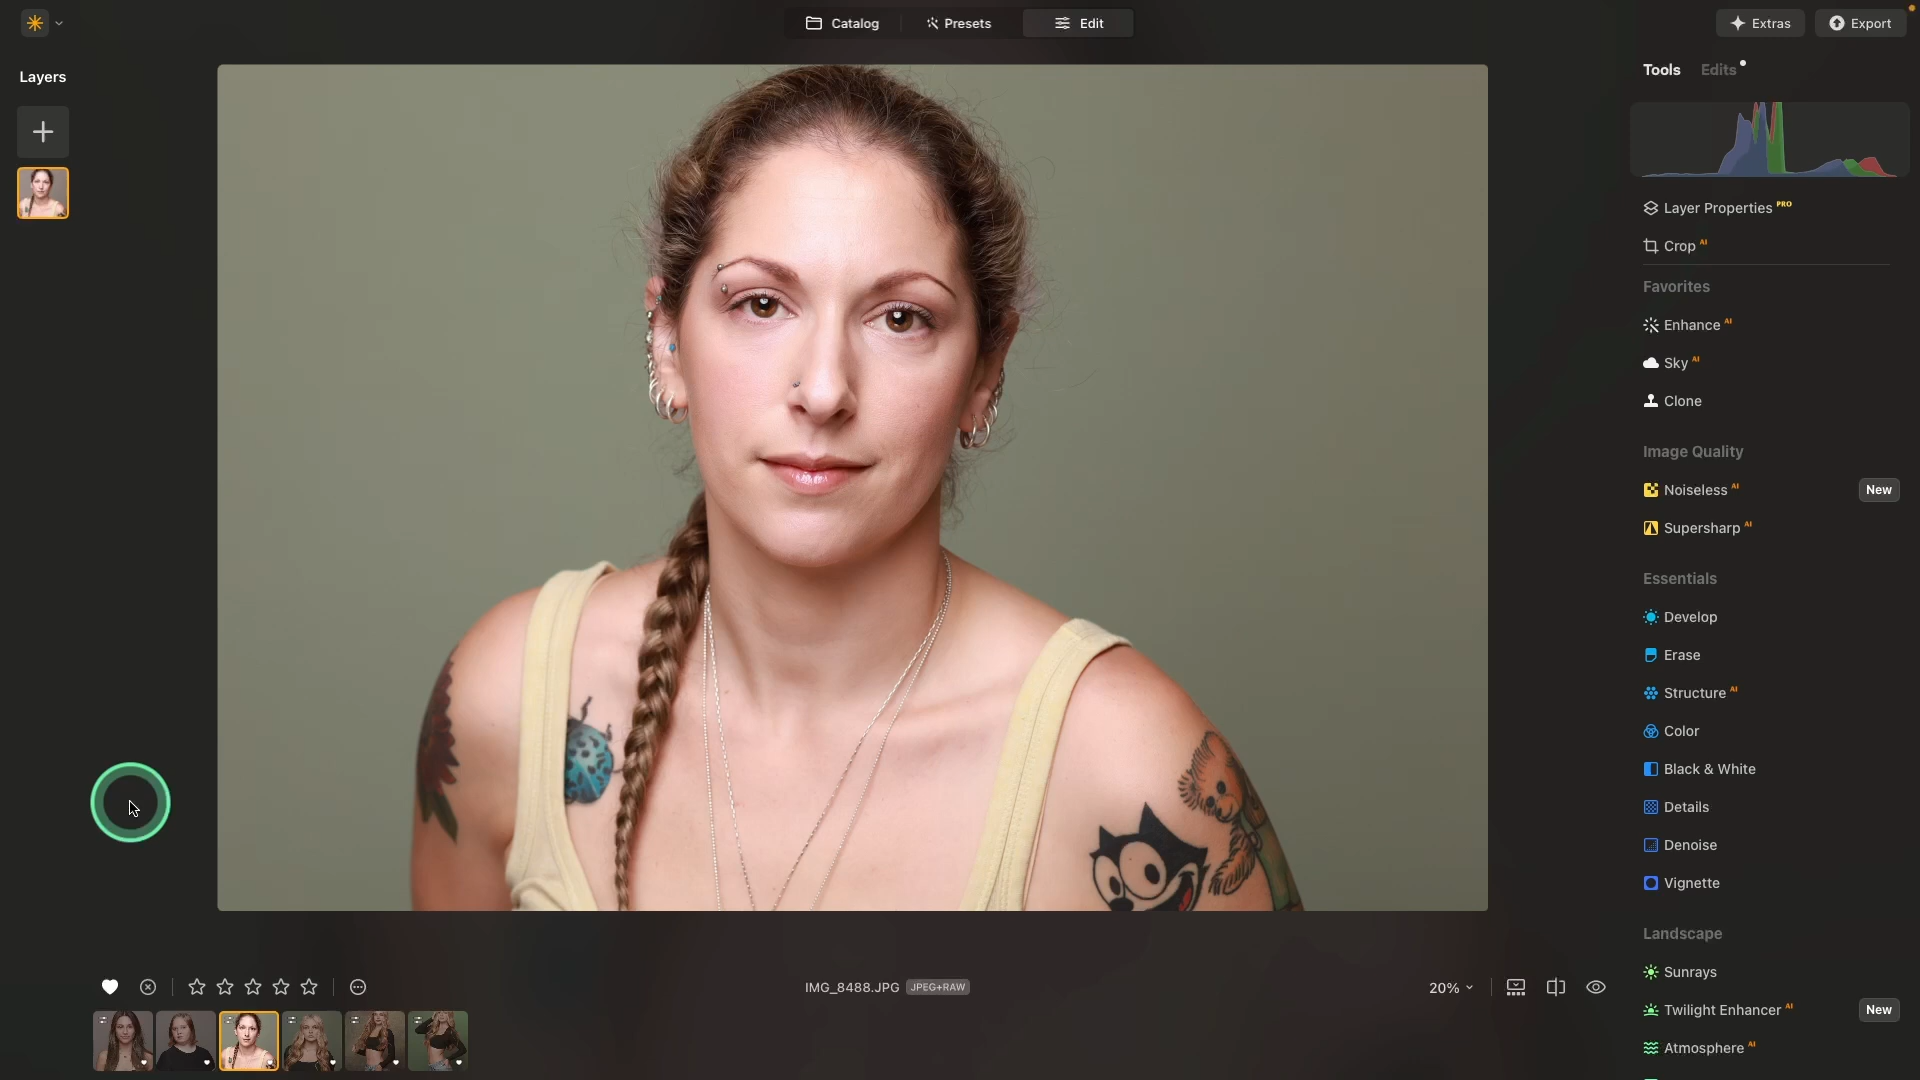 Catalog
Presets
Edit
Extras
Export
Layers
Tools
Edits
Layer Properties PRO
Crop AI
Favorites
Enhance AI
Sky AI
Clone
Image Quality
Noiseless AI
New
Supersharp AI
Essentials
Develop
Erase
Structure AI
Color
Black & White
Details
Denoise
Vignette
Landscape
Sunrays
Twilight Enhancer AI
New
Atmosphere AI
IMG_8488.JPG JPEG+RAW
20%